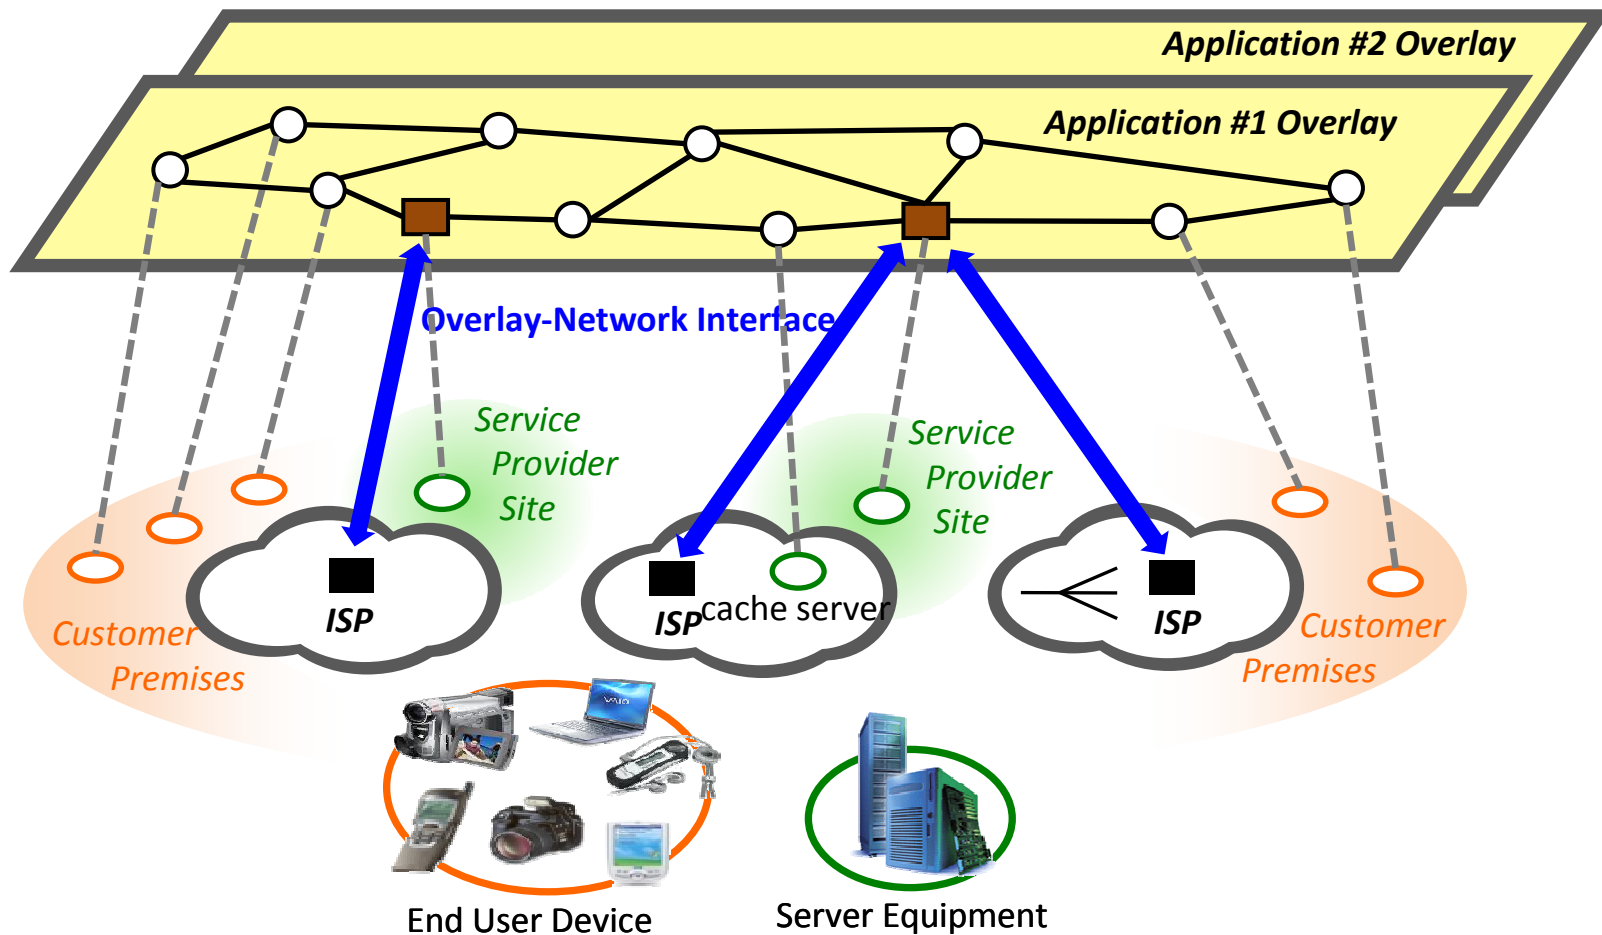 Application #2 Overlay
Application #1 Overlay
Overlay-Network Interface
Service
Provider
Site
Service
Provider
Site
ISP
ISP
cache server
ISP
Customer
Premises
Customer
Premises
VAIO
End User Device
Server Equipment